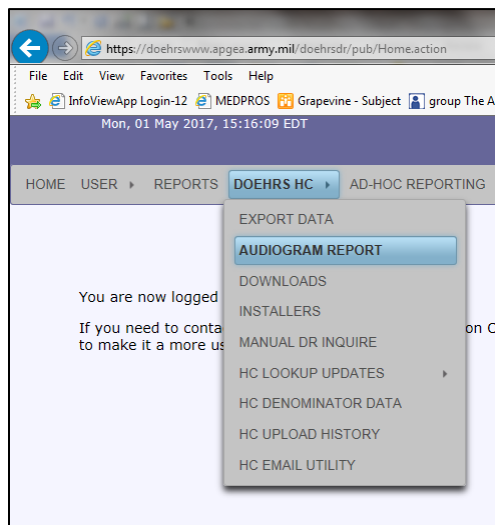 https://doehrswww.apgea.army.mil/doehrsdr/pub/Home.action
File Edit View Favorites Tools Help
InfoViewApp Login-12 MEDPROS Grapevine - Subject group The A
Mon, 01 May 2017, 15:16:09 EDT
HOME USER REPORTS DOEHRS HC AD-HOC REPORTING
EXPORT DATA
AUDIOGRAM REPORT
DOWNLOADS
INSTALLERS
MANUAL DR INQUIRE
HC LOOKUP UPDATES
HC DENOMINATOR DATA
HC UPLOAD HISTORY
HC EMAIL UTILITY
You are now logged
If you need to conta on C
to make it a more us